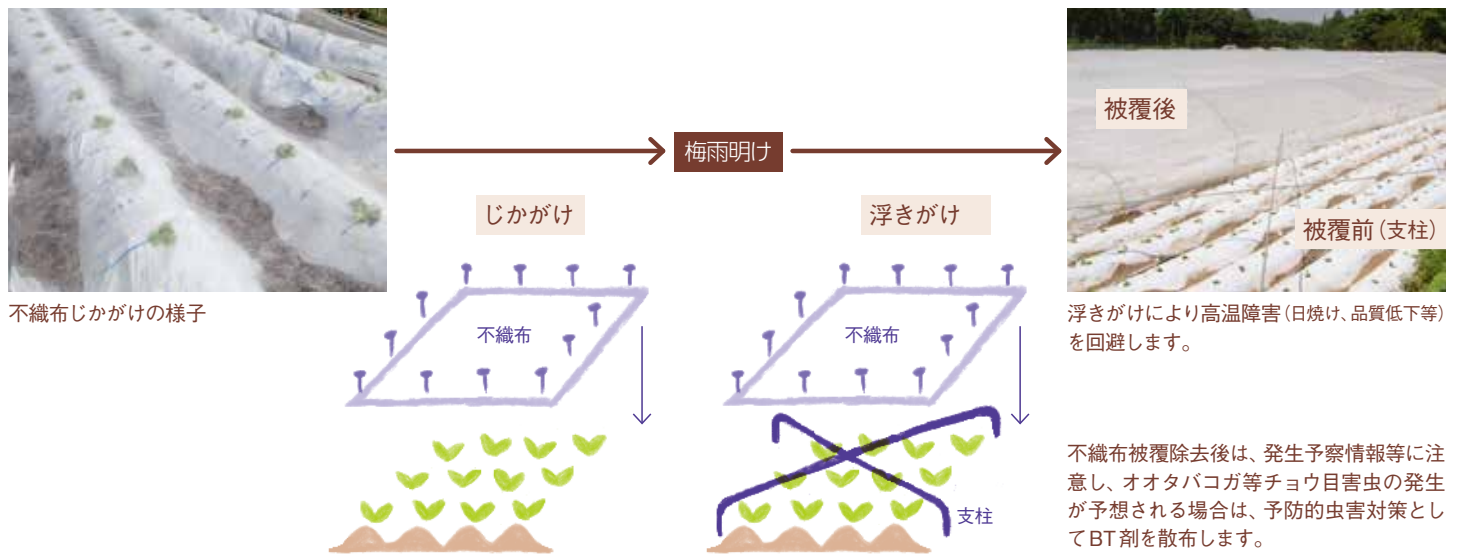 不織布じかがけの様子
梅雨明け
じかがけ
不織布
浮きがけ
不織布
支柱
被覆後
被覆前（支柱）
浮きがけにより高温障害（日焼け、品質低下等）
を回避します。
不織布被覆除去後は、発生予察情報等に注
意し、オオタバコガ等チョウ目害虫の発生
が予想される場合は、予防的虫害対策とし
てBT剤を散布します。